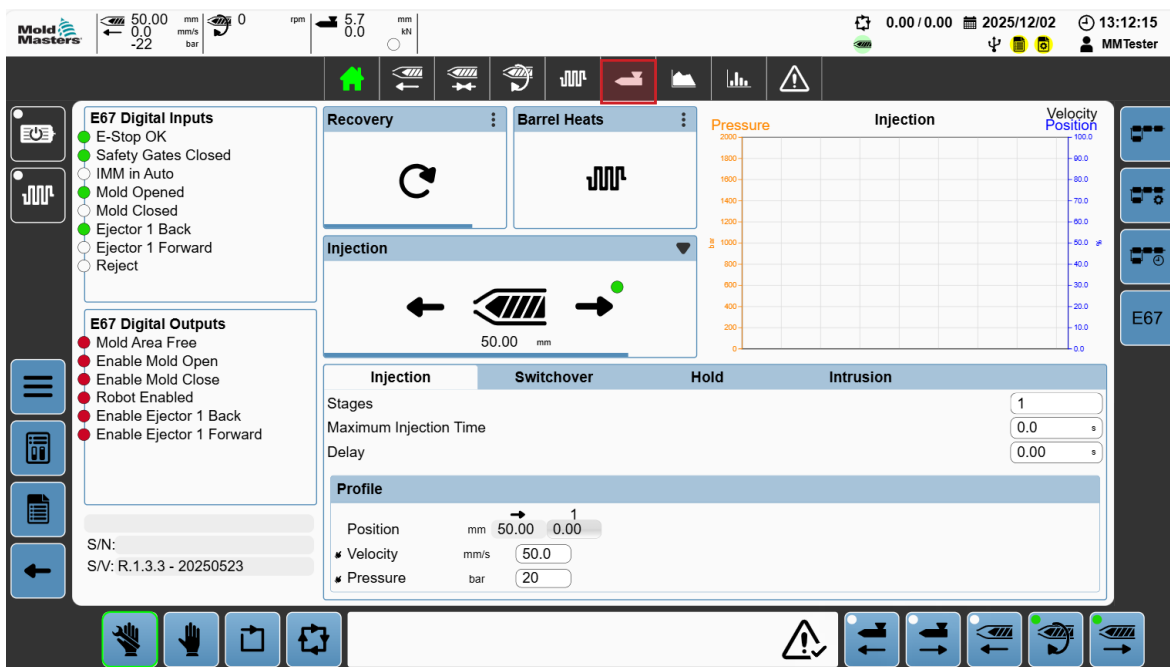 Mold
Masters
50.00 mm
0.0 mm/s
-22 bar
0 rpm
5.7 mm
0.0 kN
0.00 / 0.00
2025/12/02
13:12:15
MMTester
E67 Digital Inputs
E-Stop OK
Safety Gates Closed
IMM in Auto
Mold Opened
Mold Closed
Ejector 1 Back
Ejector 1 Forward
Reject
E67 Digital Outputs
Mold Area Free
Enable Mold Open
Enable Mold Close
Robot Enabled
Enable Ejector 1 Back
Enable Ejector 1 Forward
S/N:
S/V: R.1.3.3 - 20250523
Recovery
Barrel Heats
Injection
50.00 mm
Pressure
Injection
Velocity
Position
2000
1800
1600
1400
1200
1000
800
600
400
200
0
bar
100.0
90.0
80.0
70.0
60.0
50.0
40.0
30.0
20.0
10.0
0.0
%
E67
Injection Switchover Hold Intrusion
Stages 1
Maximum Injection Time 0.0 s
Delay 0.00 s
Profile
1
Position mm 50.00 0.00
Velocity mm/s 50.0
Pressure bar 20